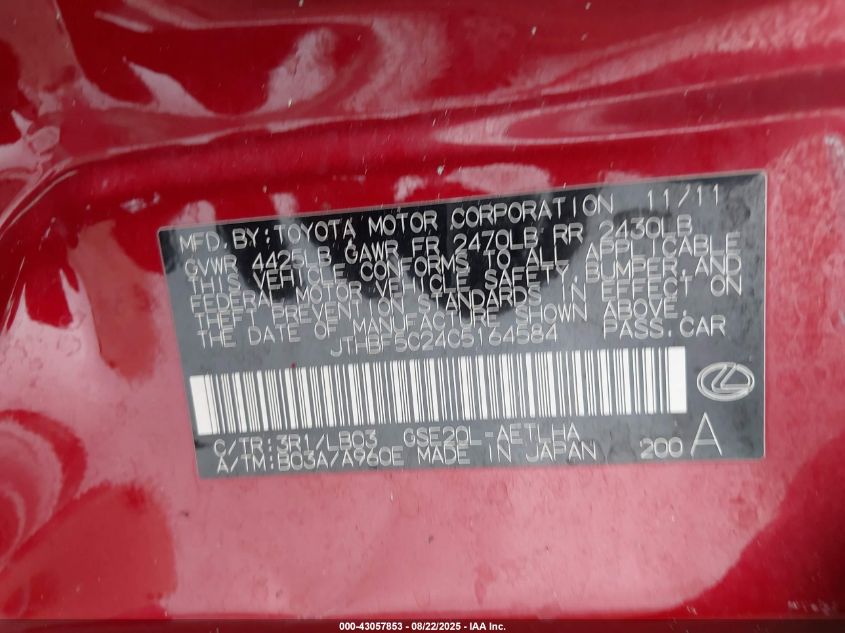 MFD. BY: TOYOTA MOTOR CORPORATION 11/11
GVWR 4425LB GAWR FR 2470LB RR 2430LB
THIS VEHICLE CONFORMS TO ALL APPLICABLE
FEDERAL MOTOR VEHICLE SAFETY, BUMPER, AND
THEFT PREVENTION STANDARDS IN EFFECT ON
THE DATE OF MANUFACTURE SHOWN ABOVE.
JTHBF5C24C5164584 PASS. CAR
C/TR: 3R1/LB03 GSE20L-AETLHA
A/TM: B03A/A960E MADE IN JAPAN 200 A
000-43057853 - 08/22/2025 - IAA Inc.